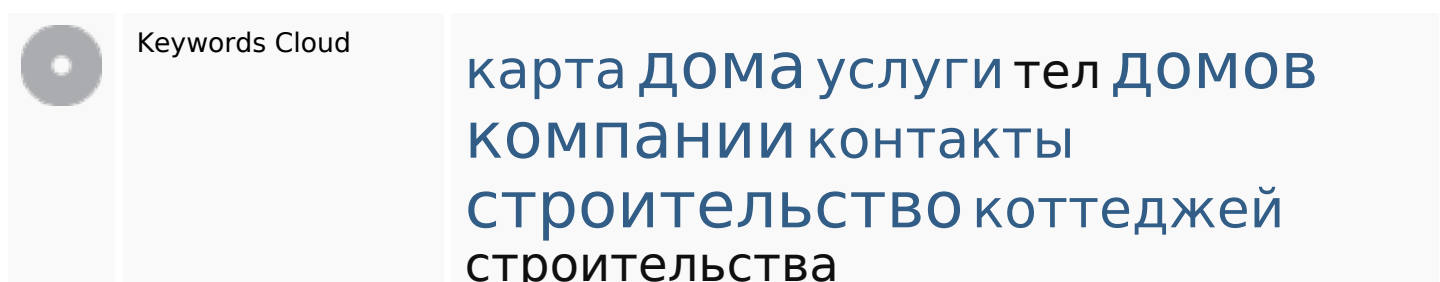 Keywords Cloud
карта дома услуги тел домов
компании контакты
строительство коттеджей
строительства